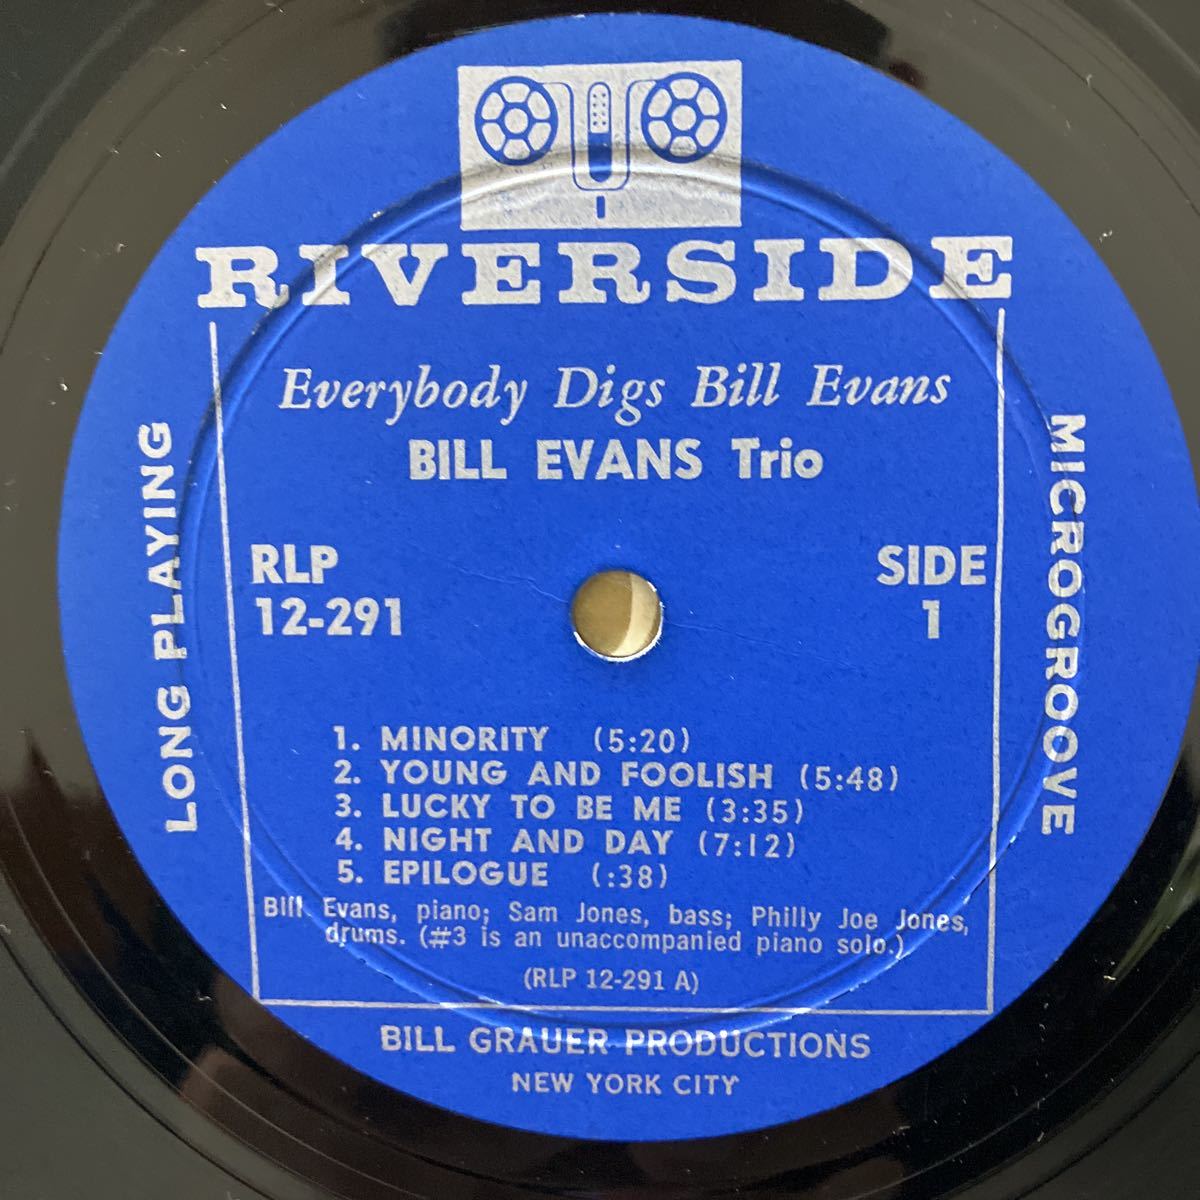 RIVERSIDE
Everybody Digs Bill Evans
BILL EVANS Trio
RLP
12-291
SIDE
1
LONG PLAYING
MICROGROOVE
1. MINORITY (5:20)
2. YOUNG AND FOOLISH (5:48)
3. LUCKY TO BE ME (3:35)
4. NIGHT AND DAY (7:12)
5. EPILOGUE (:38)
Bill Evans, piano; Sam Jones, bass; Philly Joe Jones,
drums. (#3 is an unaccompanied piano solo.)
(RLP 12-291 A)
BILL GRAUER PRODUCTIONS
NEW YORK CITY